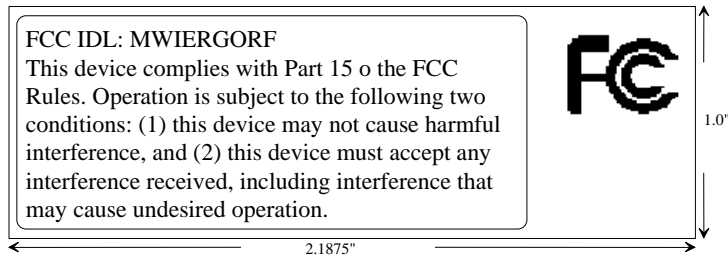 FCC IDL: MWIERGORF
This device complies with Part 15 o the FCC
Rules. Operation is subject to the following two
conditions: (1) this device may not cause harmful
interference, and (2) this device must accept any
interference received, including interference that
may cause undesired operation.
FCC
1.0"
2.1875"